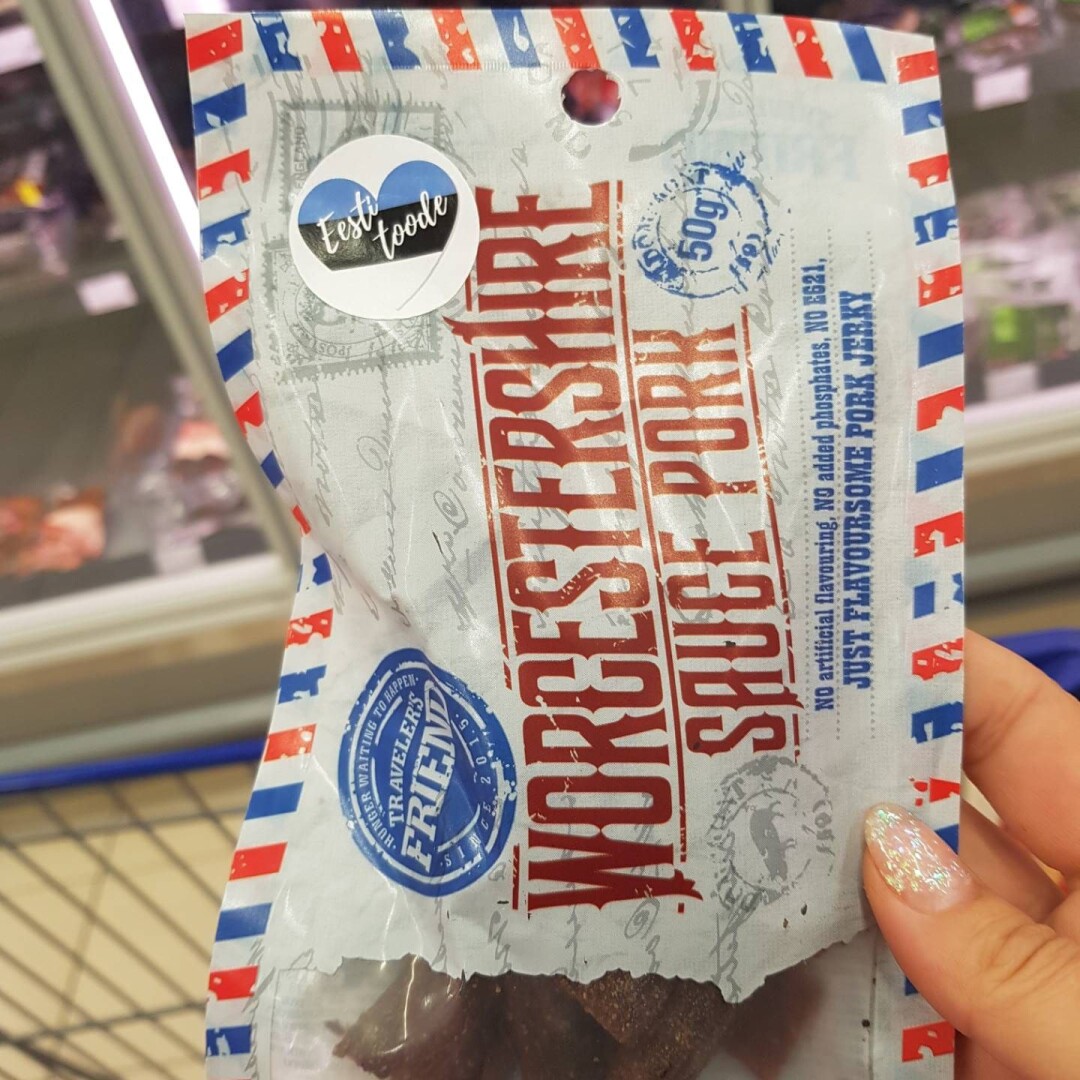 Eesti
toode
50g
WORCESTERSHIRE
SAUCE PORK
NO artificial flavouring, NO added phosphates, NO E621,
JUST FLAVOURSOME PORK JERKY
HUNGER WAITING TO HAPPEN
TRAVELER'S
FRIEND
SINCE 2015